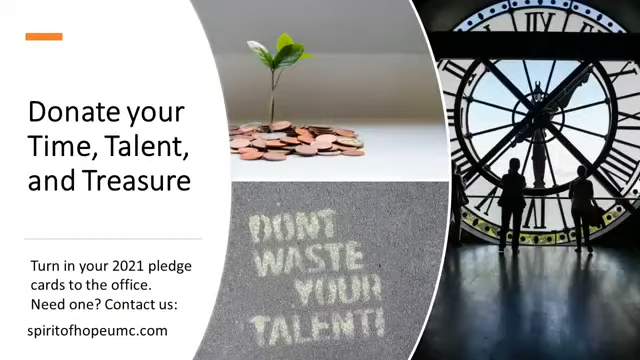 Donate your
Time, Talent,
and Treasure
Turn in your 2021 pledge
cards to the office.
Need one? Contact us:
spiritofhopeumc.com
DONT
WASTE
YOUR
TALENT!